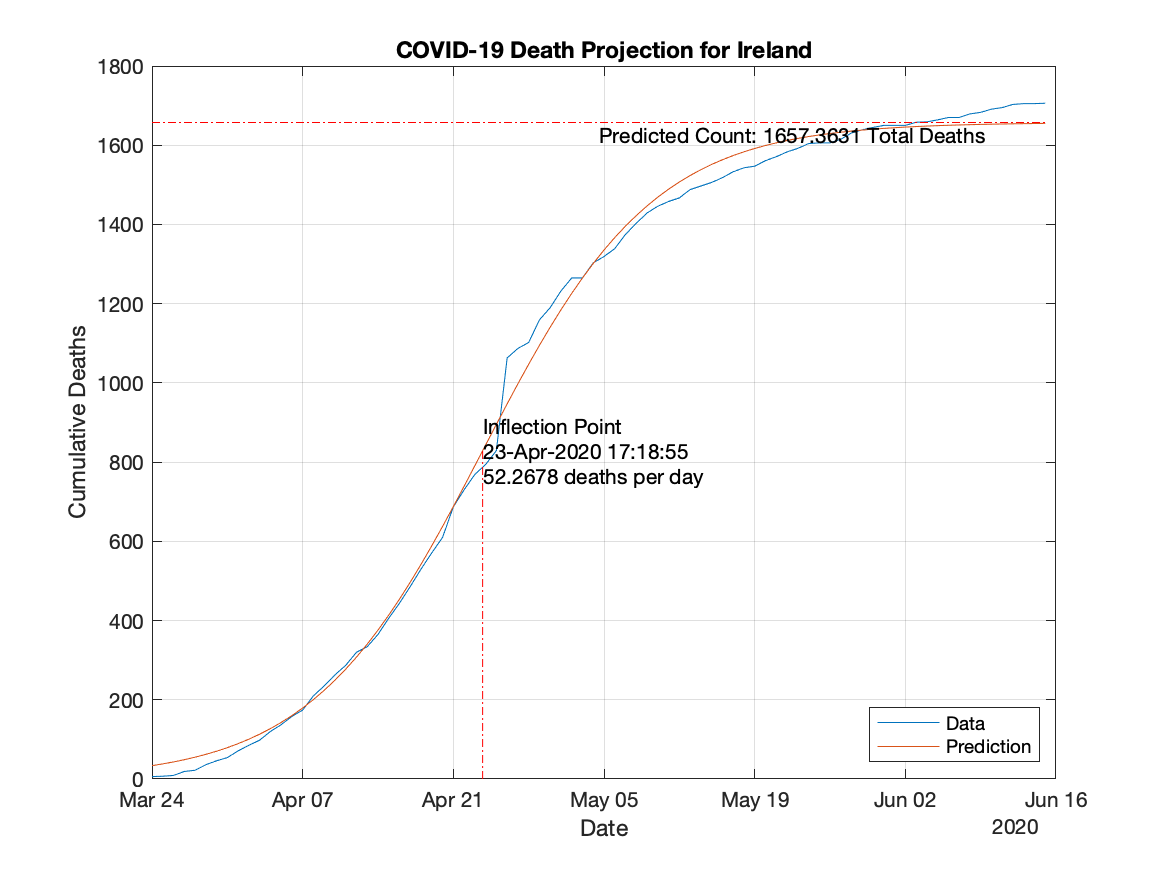 COVID-19 Death Projection for Ireland
1800
1600
1400
1200
1000
800
600
400
200
0
Cumulative Deaths
Predicted Count: 1657.3631 Total Deaths
Inflection Point
23-Apr-2020 17:18:55
52.2678 deaths per day
Data
Prediction
Mar 24 Apr 07 Apr 21 May 05 May 19 Jun 02 Jun 16
Date
2020